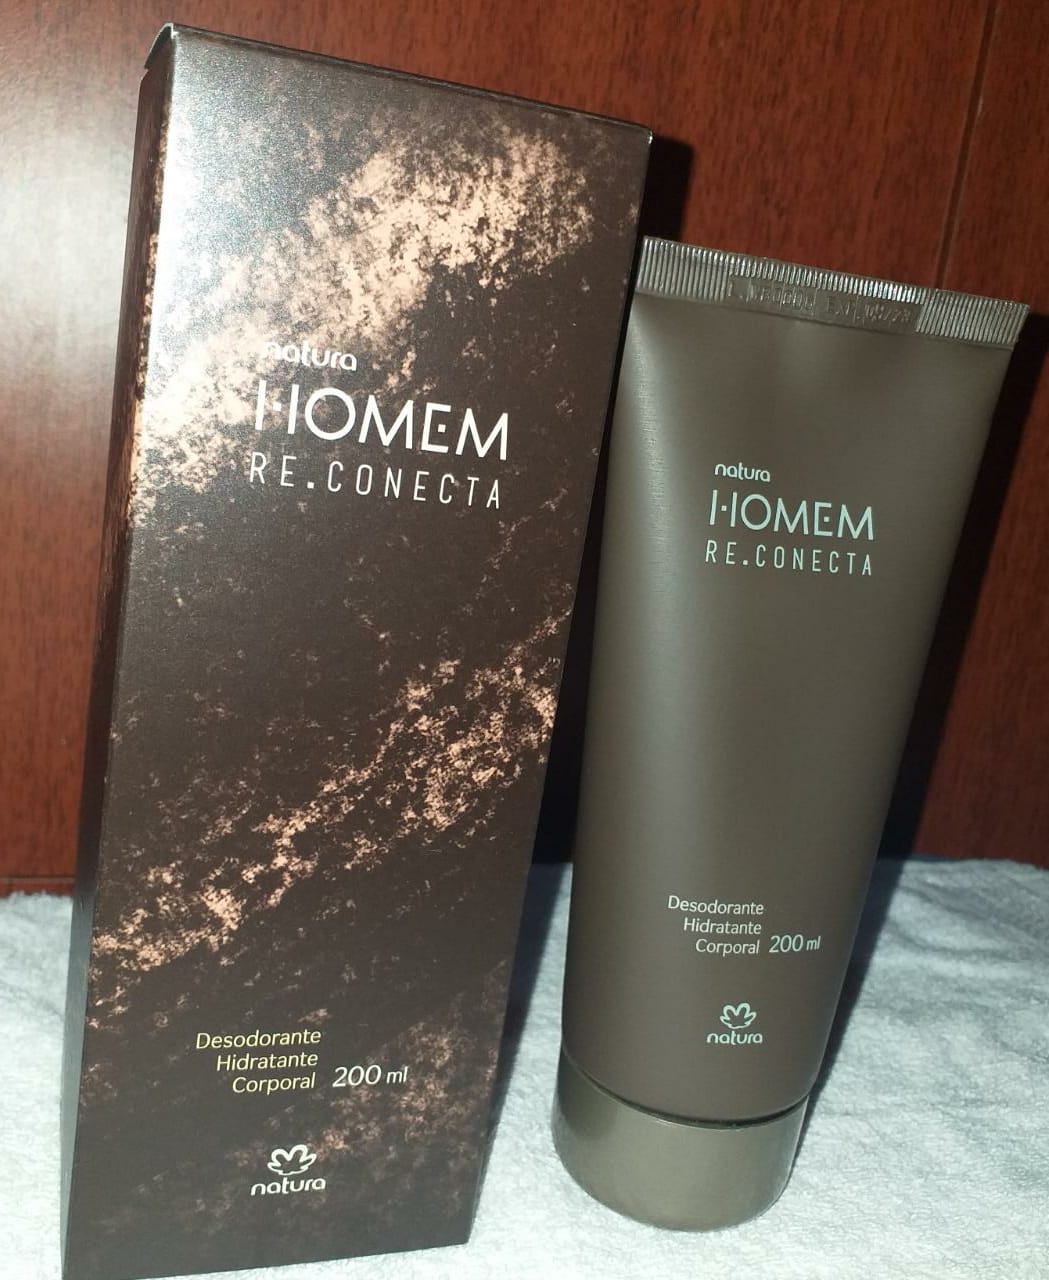 natura
HOMEM
RE.CONECTA
Desodorante
Hidratante
Corporal 200 ml
natura
natura
HOMEM
RE.CONECTA
Desodorante
Hidratante
Corporal 200 ml
natura